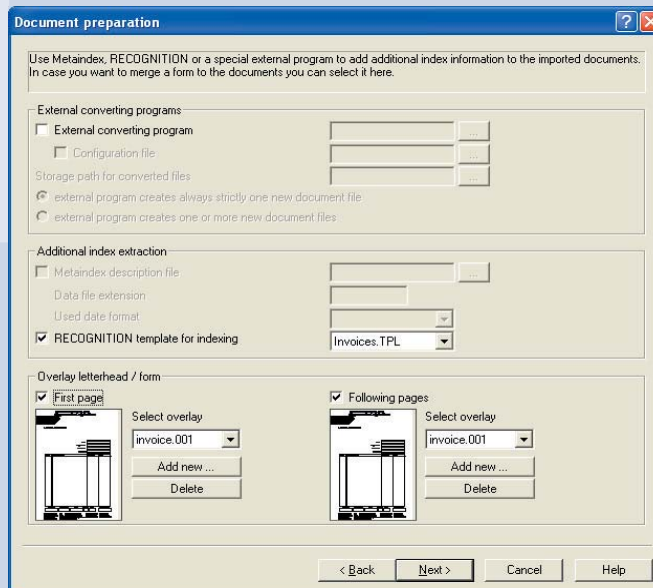 Document preparation
Use Metaindex, RECOGNITION or a special external program to add additional index information to the imported documents.
In case you want to merge a form to the documents you can select it here.
External converting programs
External converting program
...
Configuration file
...
Storage path for converted files
...
external program creates always strictly one new document file
external program creates one or more new document files
Additional index extraction
Metaindex description file
...
Data file extension
Used date format
RECOGNITION template for indexing
Invoices.TPL
Overlay letterhead / form
First page
Following pages
Select overlay
Select overlay
invoice.001
invoice.001
Add new ...
Add new ...
Delete
Delete
< Back
Next >
Cancel
Help